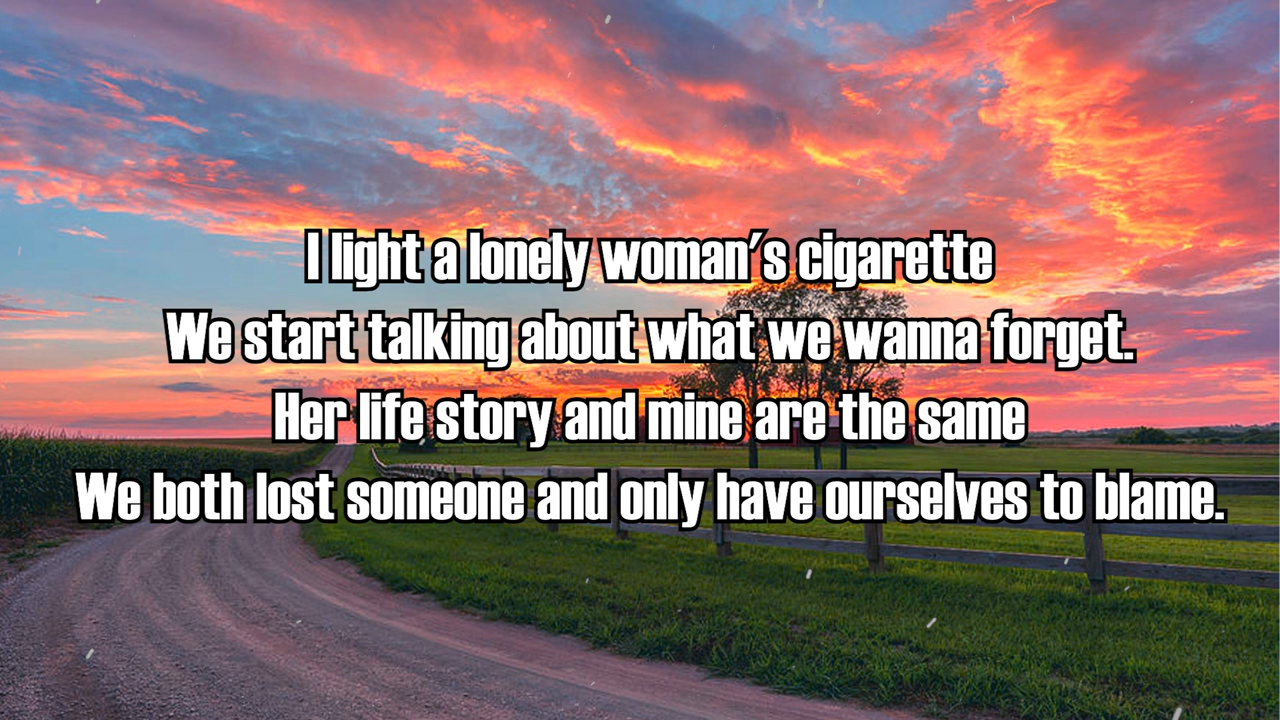 I light a lonely woman's cigarette
We start talking about what we wanna forget.
Her life story and mine are the same
We both lost someone and only have ourselves to blame.